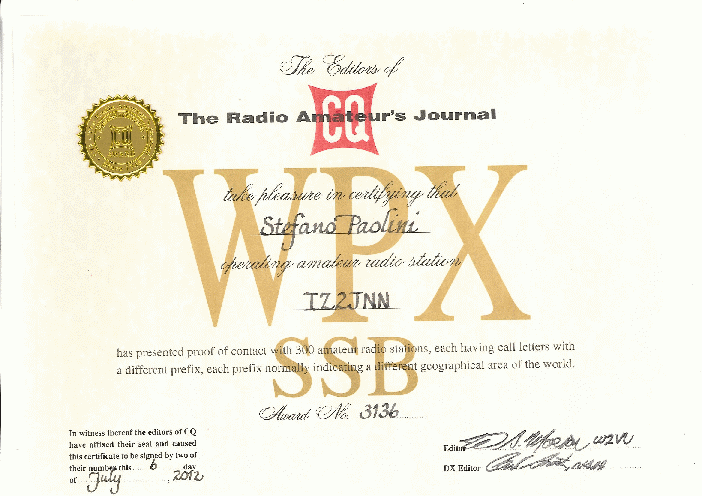 The Editors of
CQ
The Radio Amateur's Journal
WPX
take pleasure in certifying that
Stefano Paolini
operating amateur radio station
IZ2JNN
has presented proof of contact with 300 amateur radio stations, each having call letters with
a different prefix, each prefix normally indicating a different geographical area of the world.
SSB
Award No. 3136
In witness thereof the editors of CQ
have affixed their seal and caused
this certificate to be signed by two of
their number this 6 day
of July, 2012
Editor W2VU
DX Editor